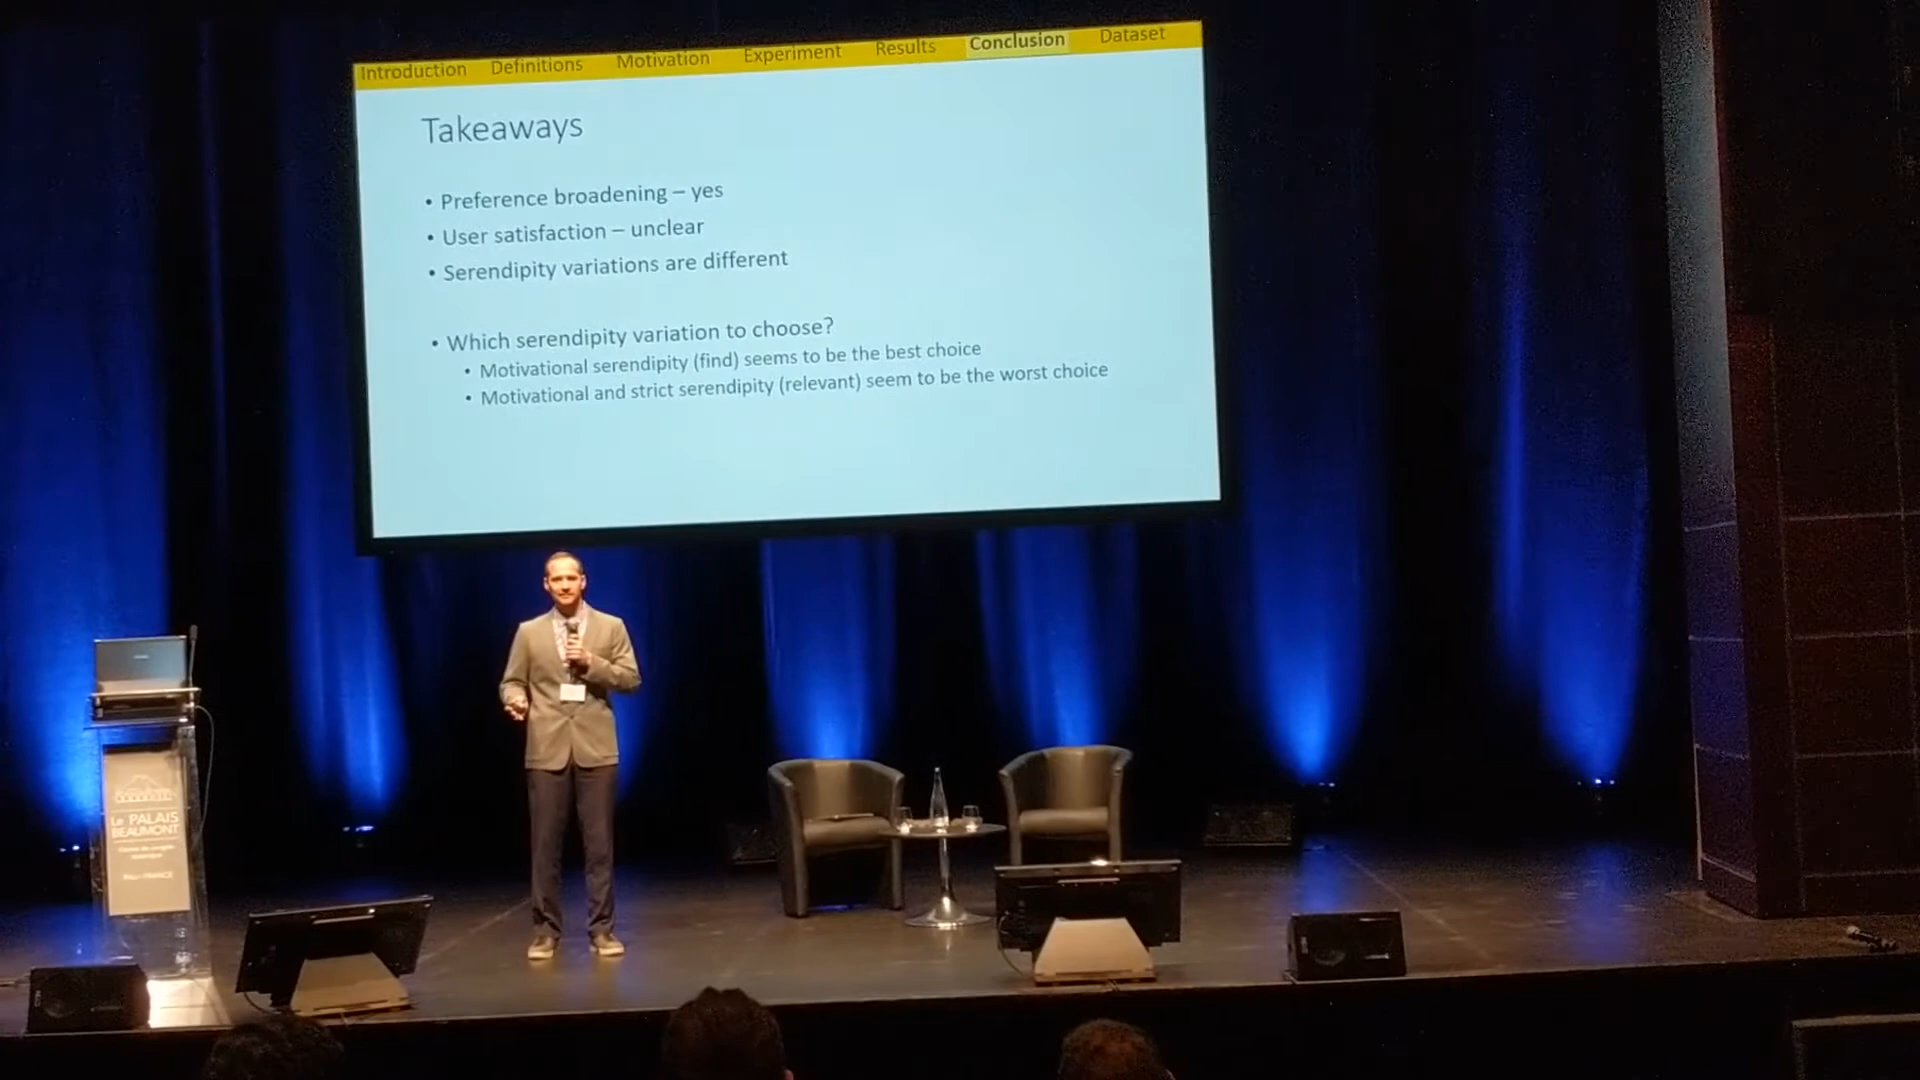 Introduction Definitions Motivation Experiment Results Conclusion Dataset
Takeaways
• Preference broadening – yes
• User satisfaction – unclear
• Serendipity variations are different
• Which serendipity variation to choose?
• Motivational serendipity (find) seems to be the best choice
• Motivational and strict serendipity (relevant) seem to be the worst choice
Le PALAIS
BEAUMONT